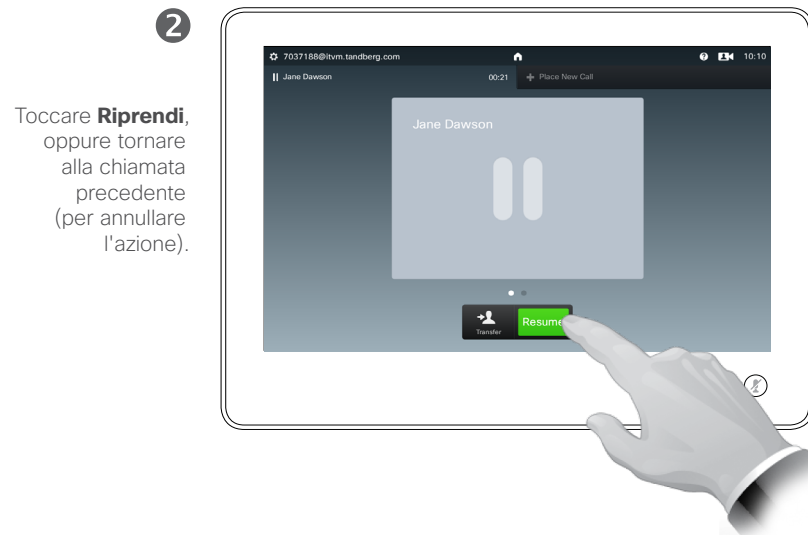 2
Toccare Riprendi,
oppure tornare
alla chiamata
precedente
(per annullare
l'azione).
7037188@itvm.tandberg.com
10:10
Jane Dawson
00:21
Place New Call
Jane Dawson
Transfer
Resume